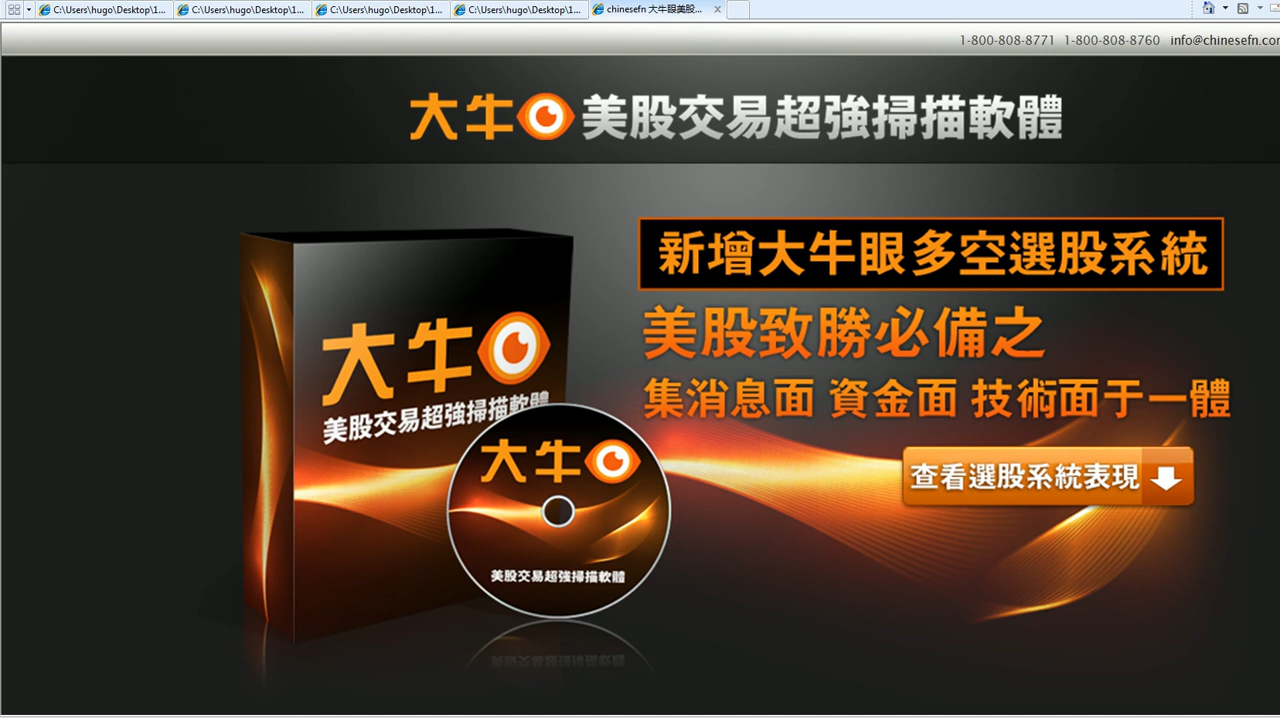 C:\Users\hugo\Desktop\1...
C:\Users\hugo\Desktop\1...
C:\Users\hugo\Desktop\1...
C:\Users\hugo\Desktop\1...
chinesefn 大牛眼美股...
1-800-808-8771 1-800-808-8760 info@chinesefn.com
大牛 美股交易超強掃描軟體
新增大牛眼多空選股系統
美股致勝必備之
集消息面 資金面 技術面于一體
查看選股系統表現
大牛
美股交易超強掃描軟體
大牛
美股交易超強掃描軟體